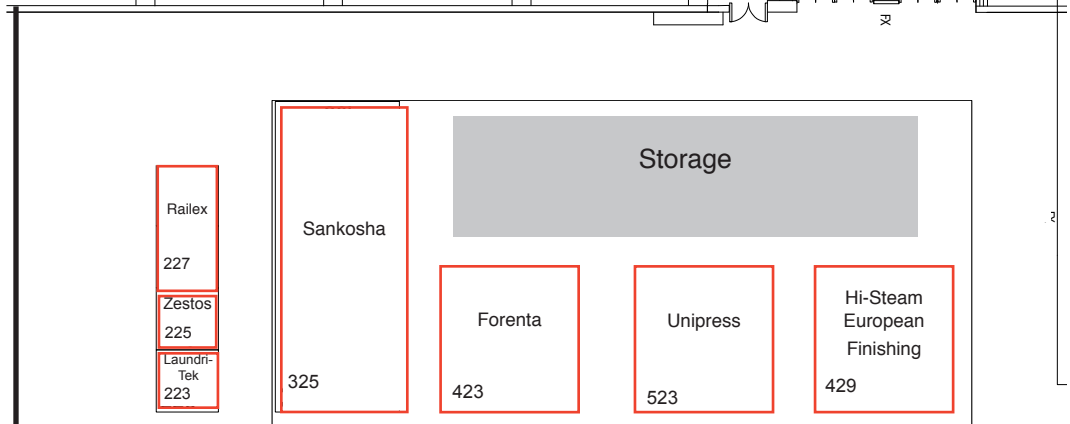 FX
Storage
Railex
227
Sankosha
Zestos
225
Laundri-
Tek
223
325
Forenta
423
Unipress
523
Hi-Steam
European
Finishing
429